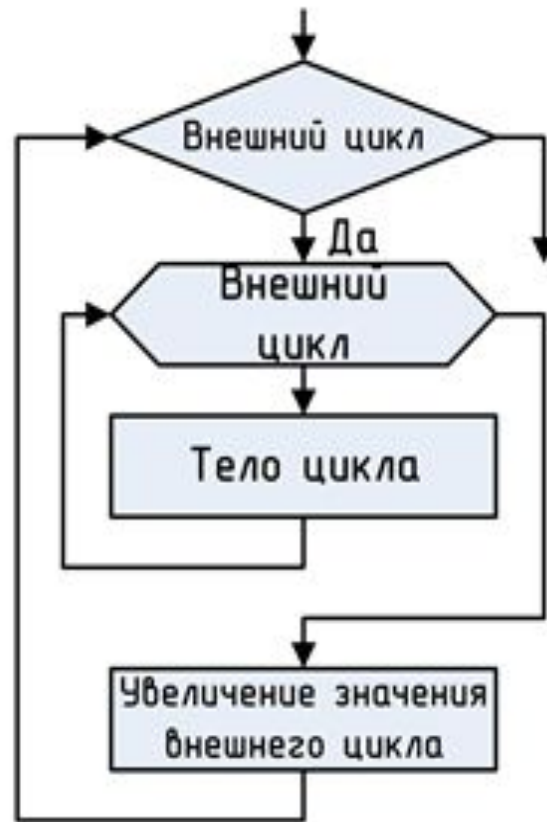 Внешний цикл
Да
Внешний
цикл
Тело цикла
Увеличение значения
внешнего цикла